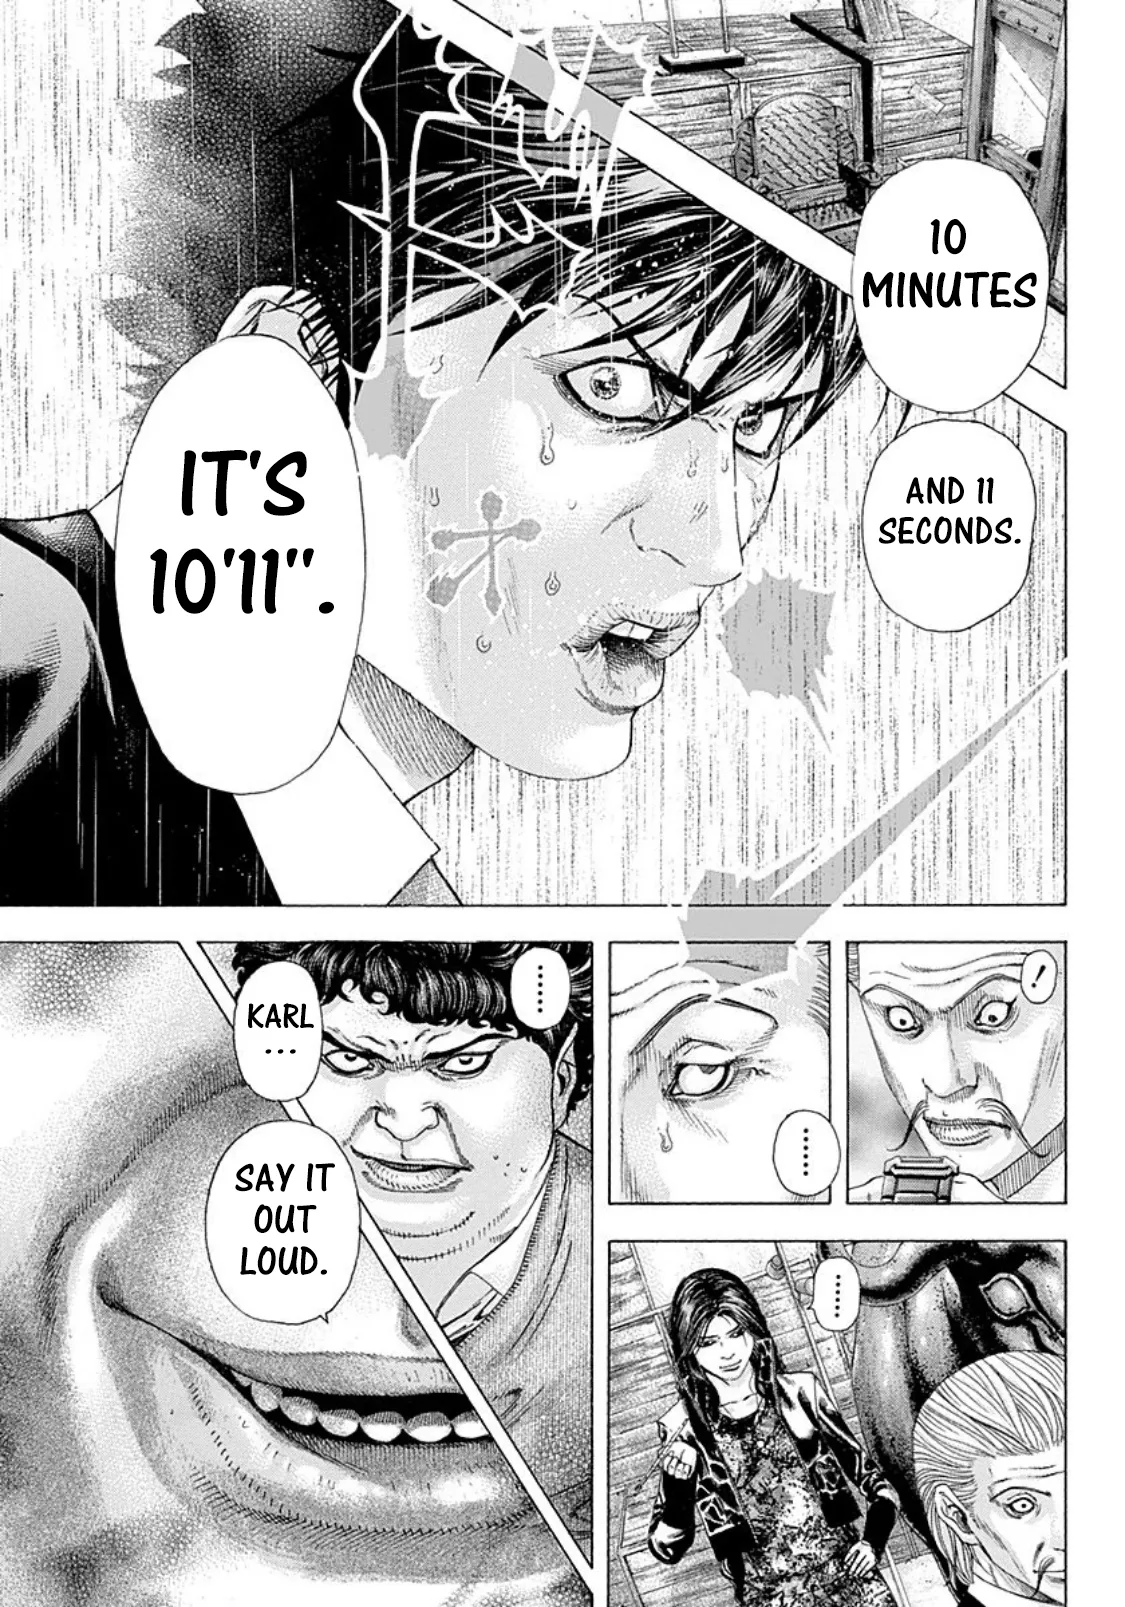 10
MINUTES
AND 11
SECONDS.
IT'S
10'11".
!
......
......
......
KARL
...
SAY IT
OUT
LOUD.